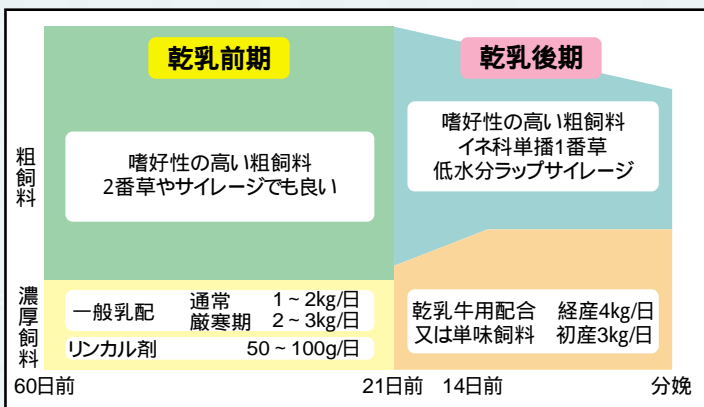 乾乳前期
乾乳後期
粗飼料
嗜好性の高い粗飼料
2番草やサイレージでも良い
嗜好性の高い粗飼料
イネ科単播1番草
低水分ラップサイレージ
濃厚飼料
一般乳配 通常 1~2kg/日
厳寒期 2~3kg/日
リンカル剤 50~100g/日
乾乳牛用配合 経産4kg/日
又は単味飼料 初産3kg/日
60日前 21日前 14日前 分娩